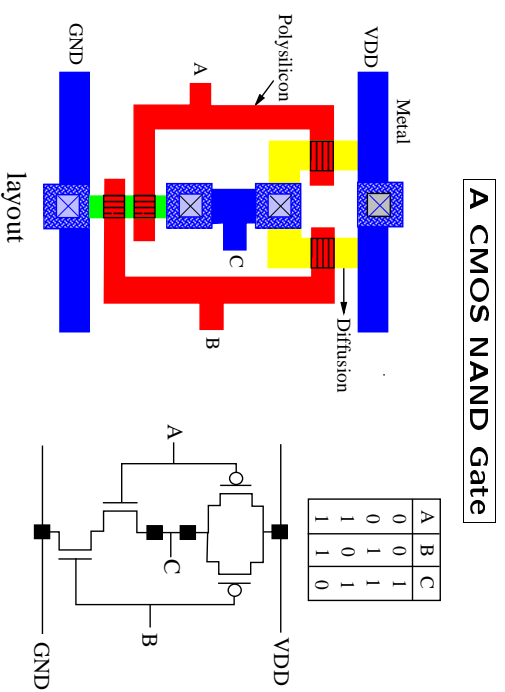 A CMOS NAND Gate
Metal
VDD
Polysilicon
Diffusion
A
C
B
GND
layout
A B C
0 0 1
0 1 1
1 0 1
1 1 0
VDD
A
C
B
GND